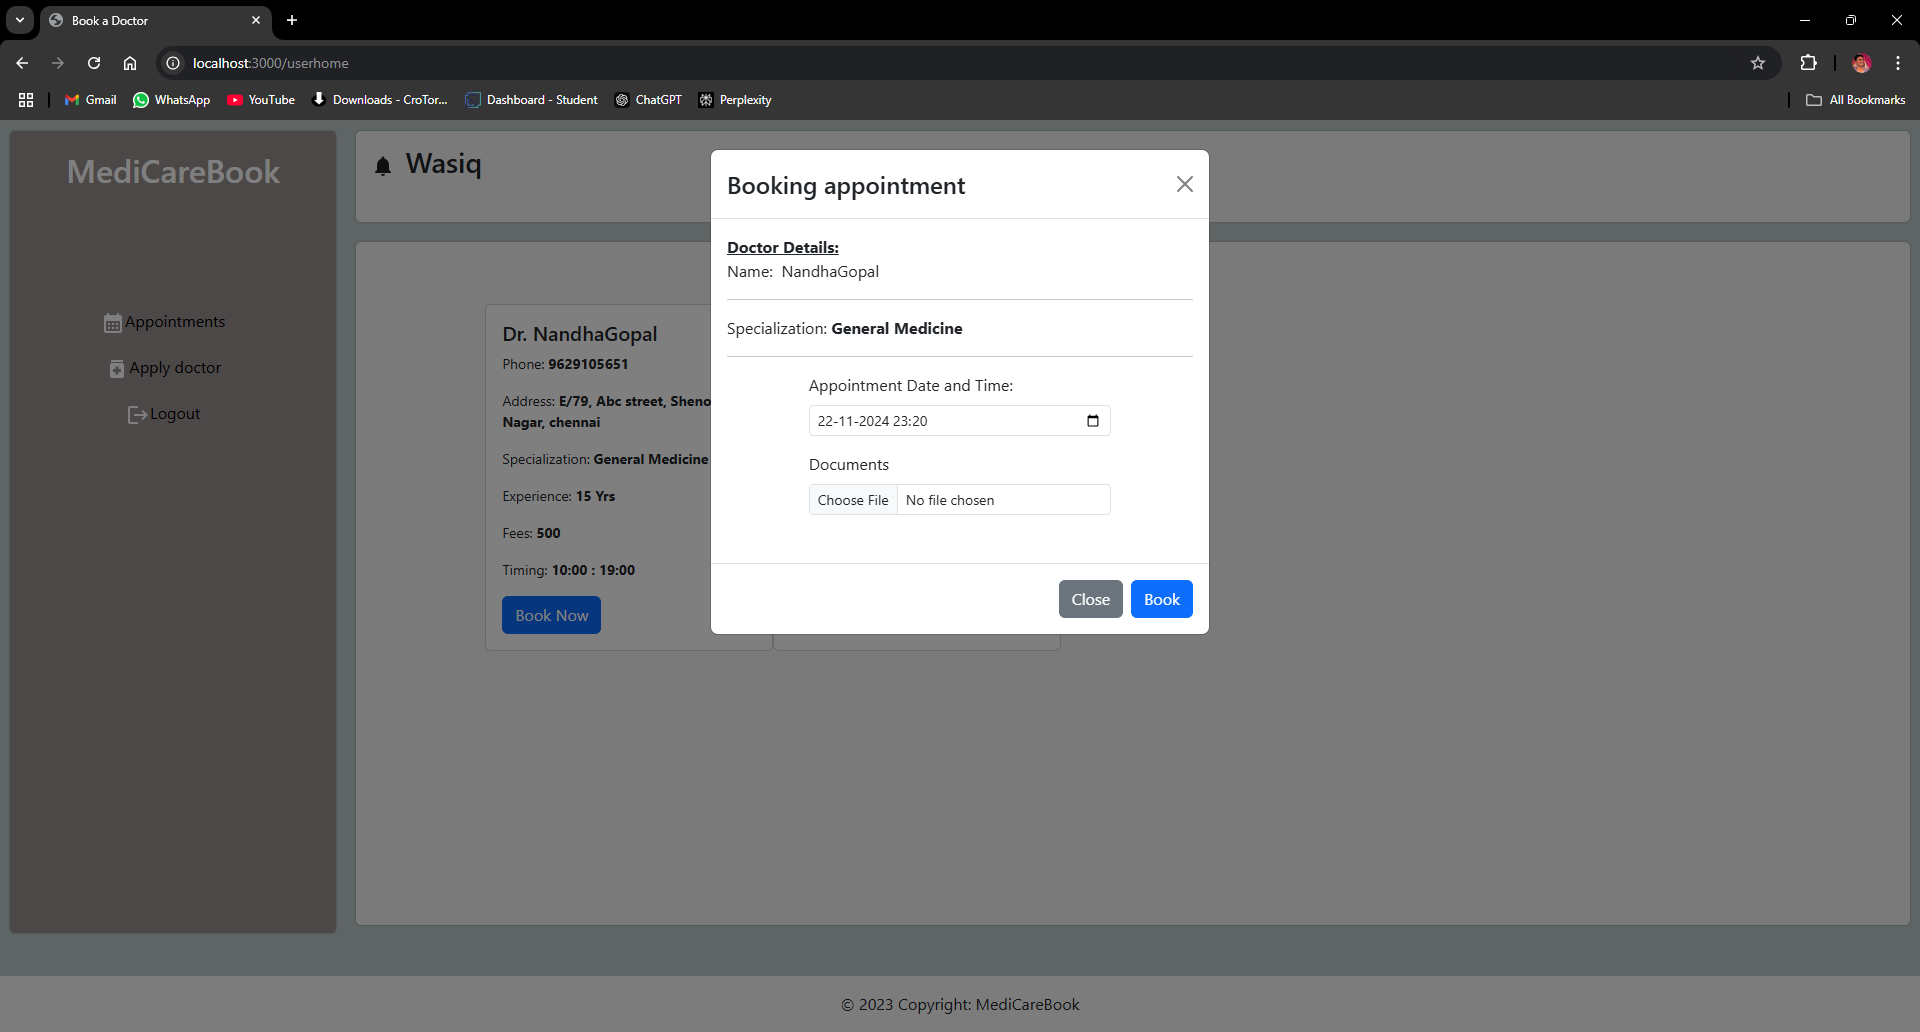 Book a Doctor
localhost:3000/userhome
Gmail
WhatsApp
YouTube
Downloads - CroTor...
Dashboard - Student
ChatGPT
Perplexity
All Bookmarks
MediCareBook
Appointments
Apply doctor
Logout
Wasiq
Dr. NandhaGopal
Phone: 9629105651
Address: E/79, Abc street, Sheno
Nagar, chennai
Specialization: General Medicine
Experience: 15 Yrs
Fees: 500
Timing: 10:00 : 19:00
Book Now
Booking appointment
Doctor Details:
Name: NandhaGopal
Specialization: General Medicine
Appointment Date and Time:
22-11-2024 23:20
Documents
Choose File No file chosen
Close
Book
© 2023 Copyright: MediCareBook